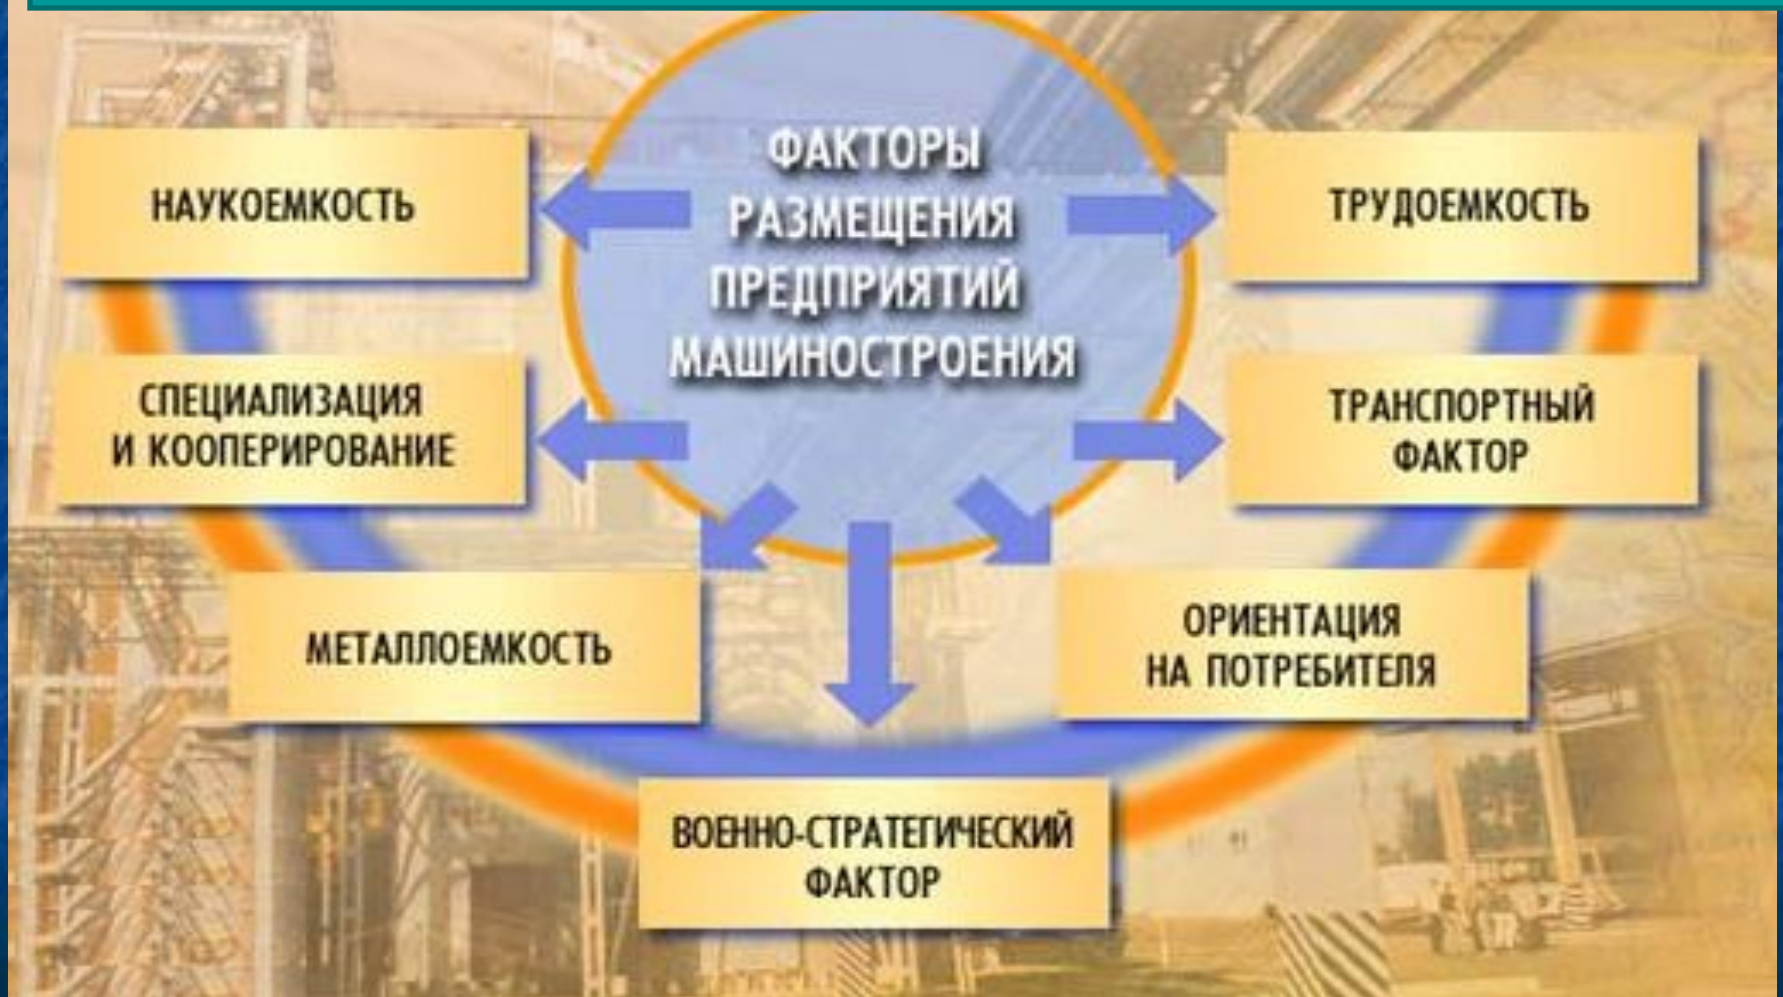 ФАКТОРЫ
РАЗМЕЩЕНИЯ
ПРЕДПРИЯТИЙ
МАШИНОСТРОЕНИЯ
НАУКОЕМКОСТЬ
ТРУДОЕМКОСТЬ
СПЕЦИАЛИЗАЦИЯ
И КООПЕРИРОВАНИЕ
ТРАНСПОРТНЫЙ
ФАКТОР
МЕТАЛЛОЕМКОСТЬ
ОРИЕНТАЦИЯ
НА ПОТРЕБИТЕЛЯ
ВОЕННО-СТРАТЕГИЧЕСКИЙ
ФАКТОР